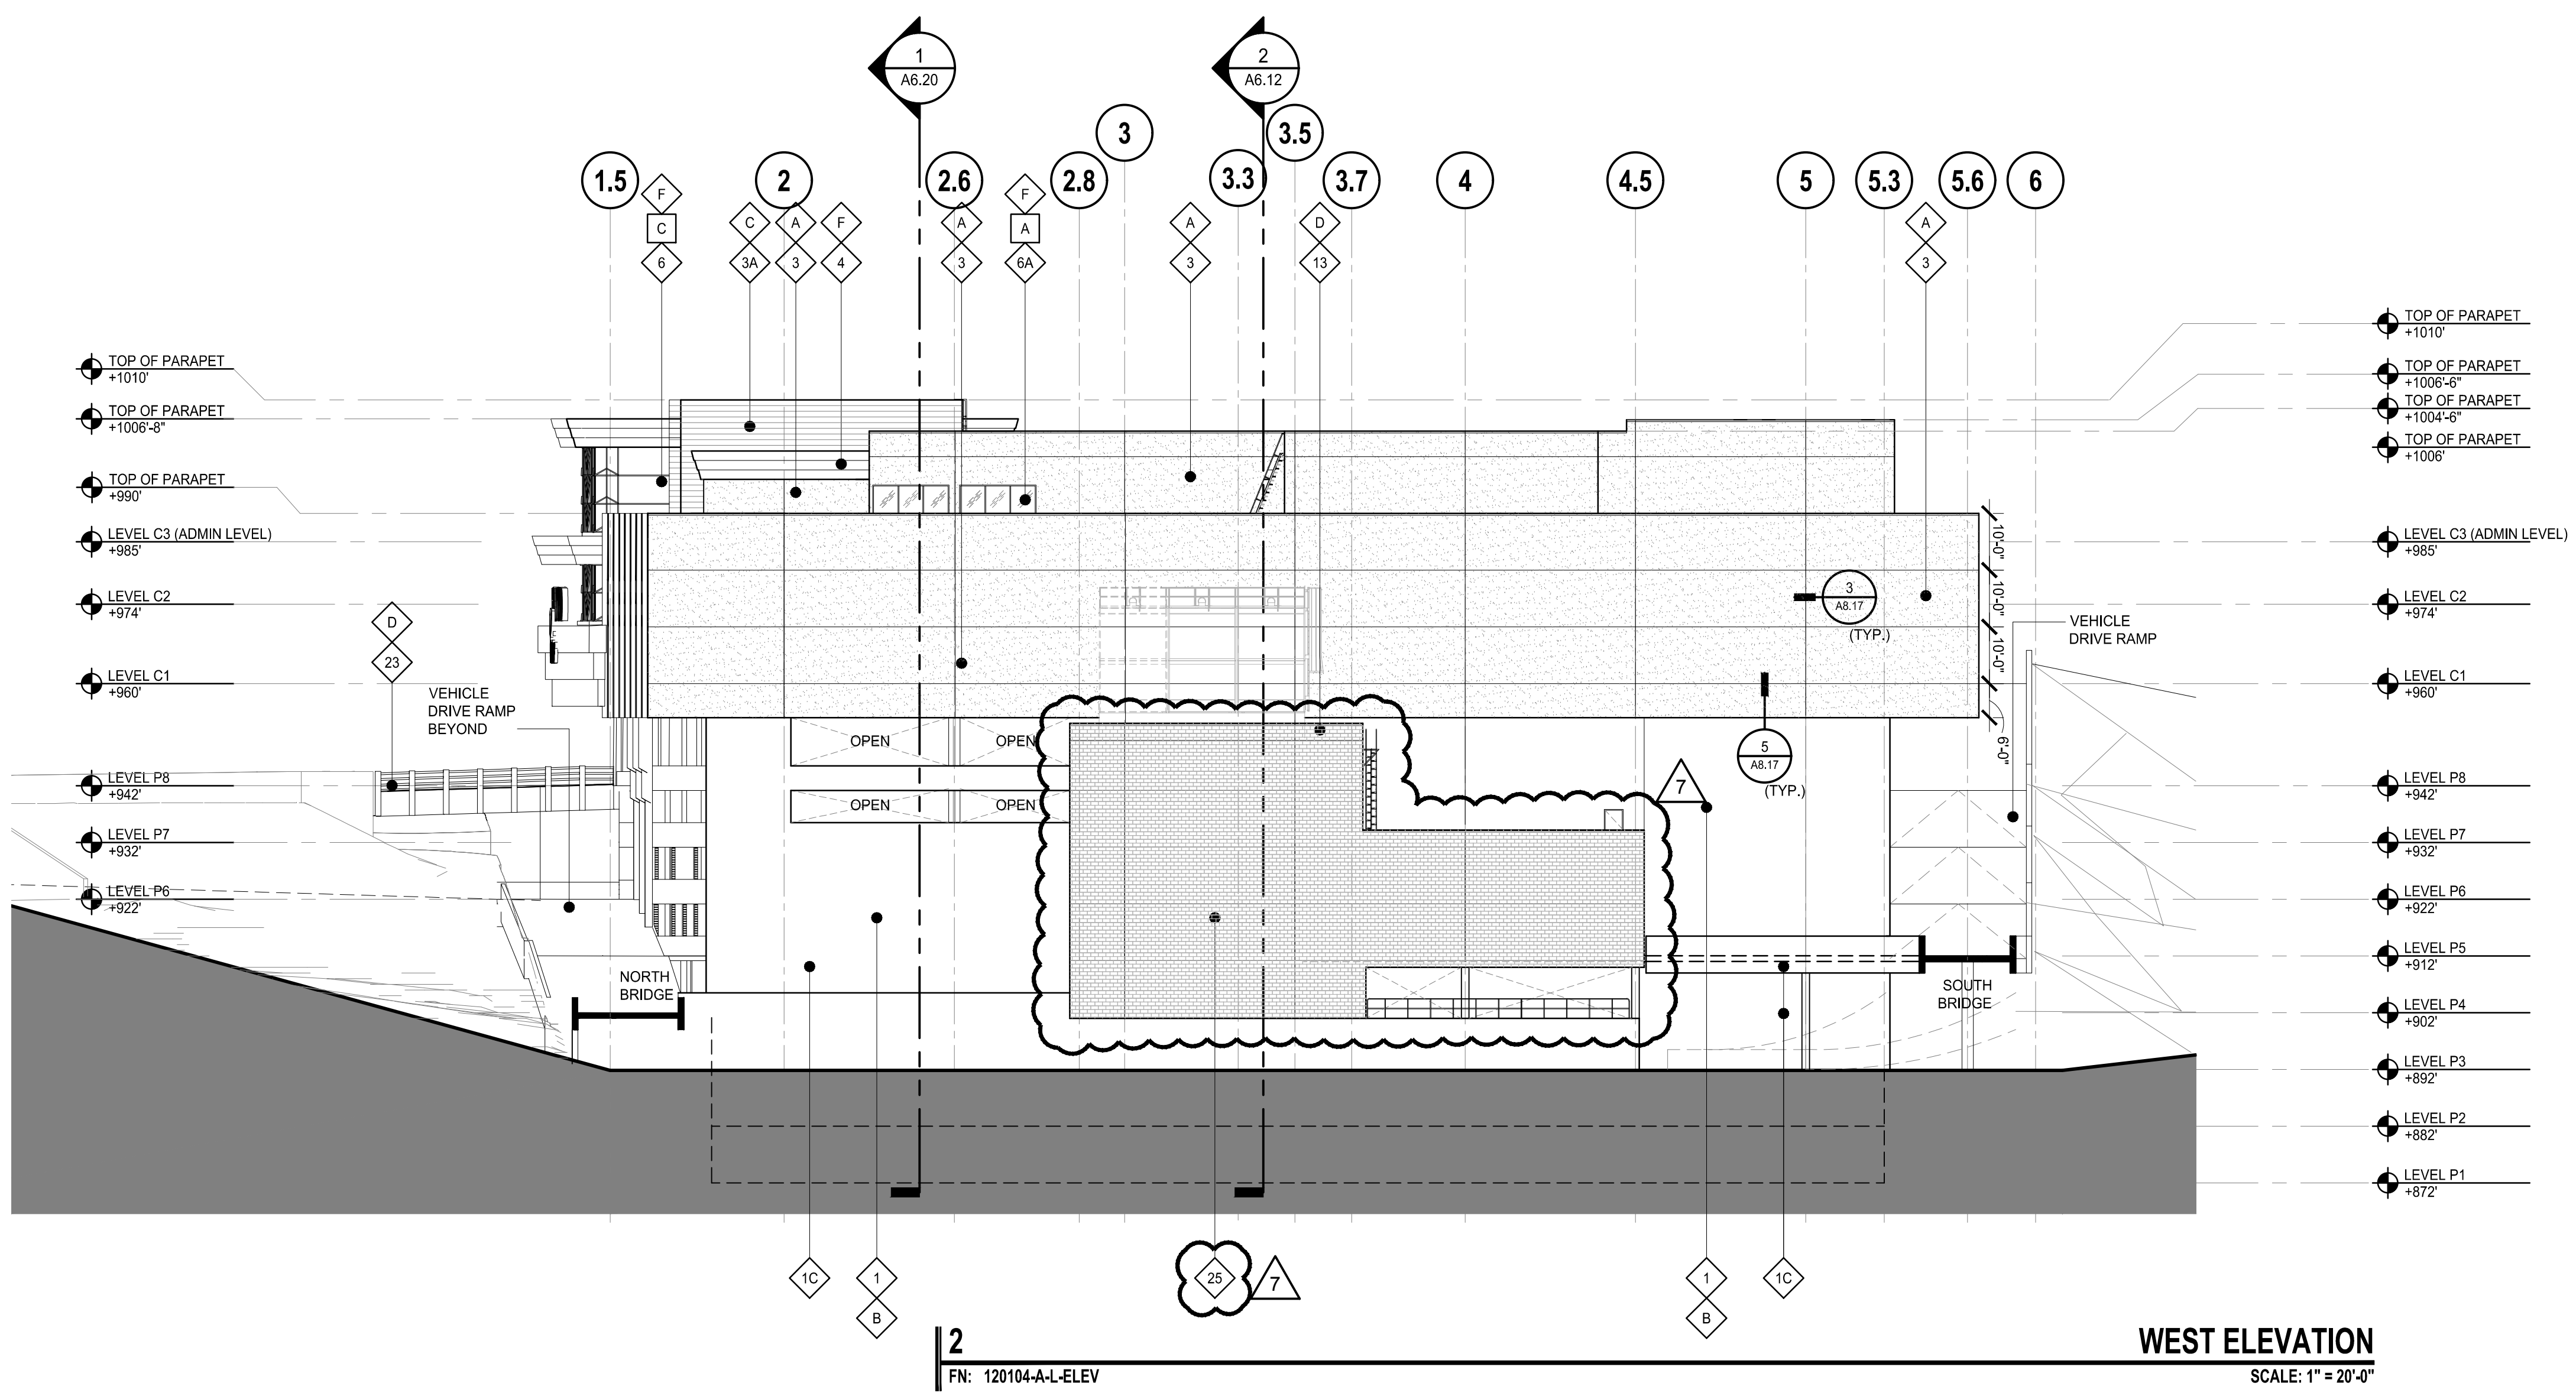 1
A6.20
2
A6.12
3
3.5
1.5
2
2.6
2.8
3.3
3.7
4
4.5
5
5.3
5.6
6
F
C
6
C
3A
A
3
F
4
A
3
F
A
6A
A
3
D
13
A
3
TOP OF PARAPET
+1010'
TOP OF PARAPET
+1006'-8"
TOP OF PARAPET
+990'
LEVEL C3 (ADMIN LEVEL)
+985'
LEVEL C2
+974'
LEVEL C1
+960'
LEVEL P8
+942'
LEVEL P7
+932'
LEVEL P6
+922'
D
23
VEHICLE
DRIVE RAMP
BEYOND
NORTH
BRIDGE
OPEN
OPEN
OPEN
OPEN
3
A8.17
(TYP.)
5
A8.17
(TYP.)
7
10'-0"
10'-0"
10'-0"
6'-0"
VEHICLE
DRIVE RAMP
SOUTH
BRIDGE
TOP OF PARAPET
+1010'
TOP OF PARAPET
+1006'-6"
TOP OF PARAPET
+1004'-6"
TOP OF PARAPET
+1006'
LEVEL C3 (ADMIN LEVEL)
+985'
LEVEL C2
+974'
LEVEL C1
+960'
LEVEL P8
+942'
LEVEL P7
+932'
LEVEL P6
+922'
LEVEL P5
+912'
LEVEL P4
+902'
LEVEL P3
+892'
LEVEL P2
+882'
LEVEL P1
+872'
1C
1
B
25
7
1
B
1C
2
WEST ELEVATION
FN: 120104-A-L-ELEV
SCALE: 1" = 20'-0"